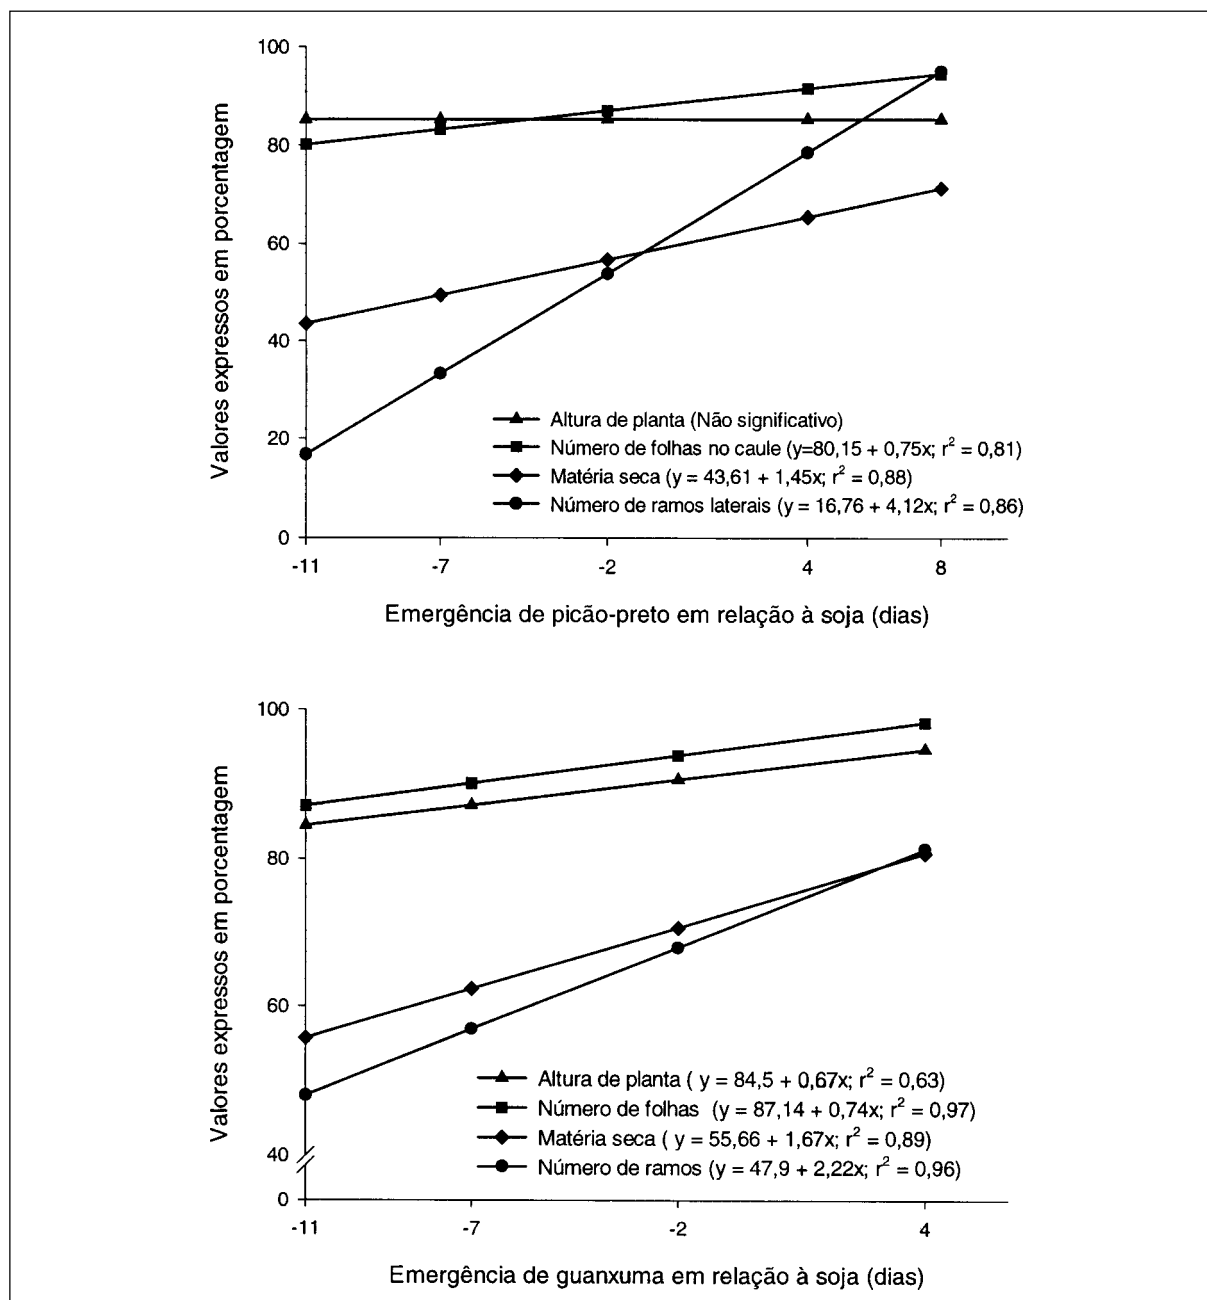 100
80
60
40
20
0
Valores expressos em porcentagem
Altura de planta (Não significativo)
Número de folhas no caule (y=80,15 + 0,75x; r² = 0,81)
Matéria seca (y = 43,61 + 1,45x; r² = 0,88)
Número de ramos laterais (y = 16,76 + 4,12x; r² = 0,86)
-11 -7 -2 4 8
Emergência de picão-preto em relação à soja (dias)
100
80
60
40
0
Valores expressos em porcentagem
Altura de planta ( y = 84,5 + 0,67x; r² = 0,63)
Número de folhas (y = 87,14 + 0,74x; r² = 0,97)
Matéria seca ( y = 55,66 + 1,67x; r² = 0,89)
Número de ramos (y = 47,9 + 2,22x; r² = 0,96)
-11 -7 -2 4
Emergência de guanxuma em relação à soja (dias)